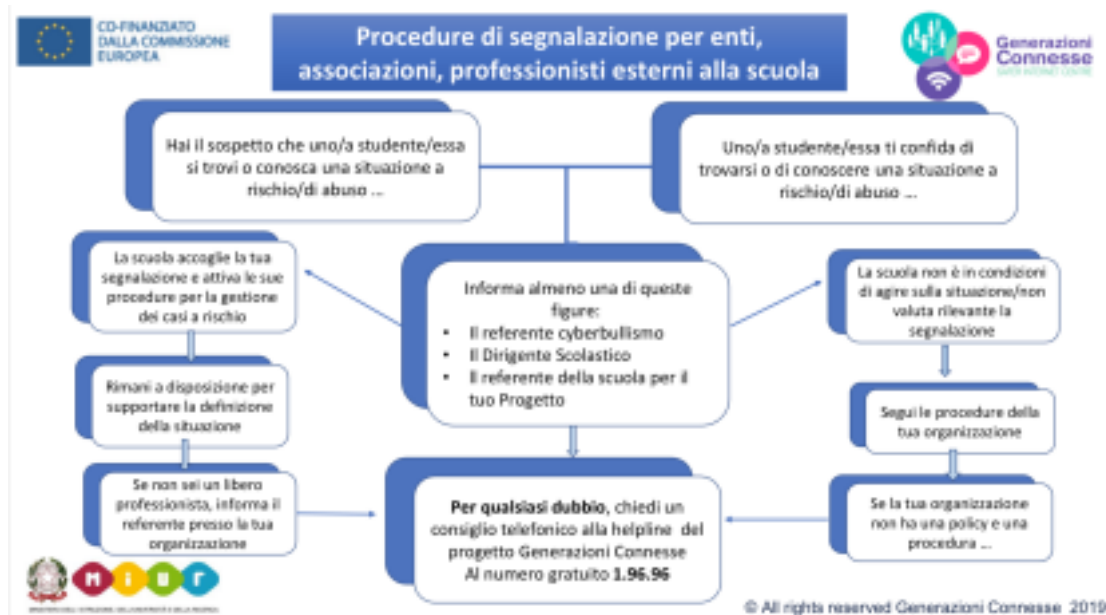 CO-FINANZIATO
DALLA COMMISSIONE
EUROPEA
Procedure di segnalazione per enti,
associazioni, professionisti esterni alla scuola
Generazioni
Connesse
SAFER INTERNET CENTRE
Hai il sospetto che uno/a studente/essa
si trovi o conosca una situazione a
rischio/di abuso ...
Uno/a studente/essa ti confida di
trovarsi o di conoscere una situazione a
rischio/di abuso ...
La scuola accoglie la tua
segnalazione e attiva le sue
procedure per la gestione
dei casi a rischio
Informa almeno una di queste
figure:
• Il referente cyberbullismo
• Il Dirigente Scolastico
• Il referente della scuola per il
tuo Progetto
La scuola non è in condizioni
di agire sulla situazione/non
valuta rilevante la
segnalazione
Rimani a disposizione per
supportare la definizione
della situazione
Segui le procedure della
tua organizzazione
Se non sei un libero
professionista, informa il
referente presso la tua
organizzazione
Per qualsiasi dubbio, chiedi un
consiglio telefonico alla helpline del
progetto Generazioni Connesse
Al numero gratuito 1.96.96
Se la tua organizzazione
non ha una policy e una
procedura ...
miur
© All rights reserved Generazioni Connesse 2019